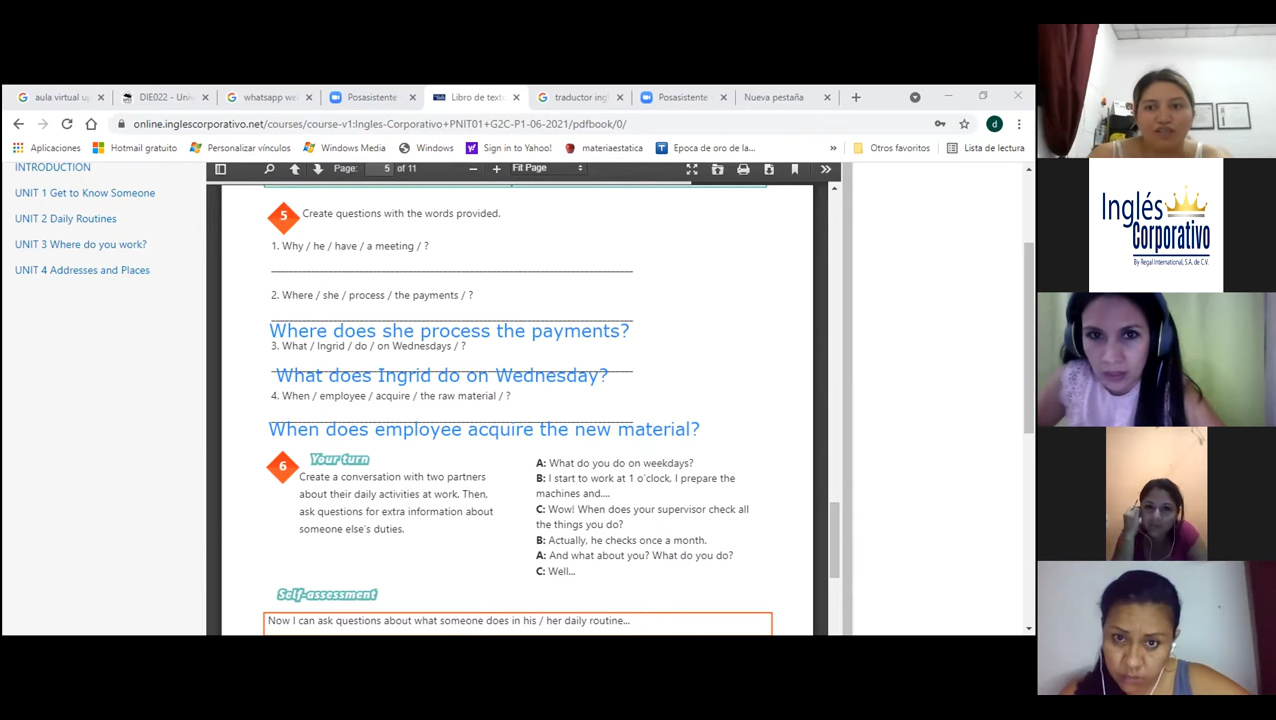 aula virtual u
DIE022 - Uni
whatsapp we
Posasistente
Libro de text
traductor ing
Posasistente
Nueva pestaña
online.inglescorporativo.net/courses/course-v1:Ingles-Corporativo+PNIT01+G2C-P1-06-2021/pdfbook/0/
d
Aplicaciones
Hotmail gratuito
Personalizar vínculos
Windows Media
Windows
Sign in to Yahoo!
materiaestatica
Epoca de oro de la...
»
Otros favoritos
Lista de lectura
INTRODUCTION
UNIT 1 Get to Know Someone
UNIT 2 Daily Routines
UNIT 3 Where do you work?
UNIT 4 Addresses and Places
Page: 5 of 11
Fit Page
5 Create questions with the words provided.
1. Why / he / have / a meeting / ?
2. Where / she / process / the payments / ?
Where does she process the payments?
3. What / Ingrid / do / on Wednesdays / ?
What does Ingrid do on Wednesday?
4. When / employee / acquire / the raw material / ?
When does employee acquire the new material?
6 Your turn
Create a conversation with two partners
about their daily activities at work. Then,
ask questions for extra information about
someone else's duties.
A: What do you do on weekdays?
B: I start to work at 1 o'clock, I prepare the
machines and....
C: Wow! When does your supervisor check all
the things you do?
B: Actually, he checks once a month.
A: And what about you? What do you do?
C: Well...
Self-assessment
Now I can ask questions about what someone does in his / her daily routine...
Inglés
Corporativo
By Regal International, S.A. de C.V.